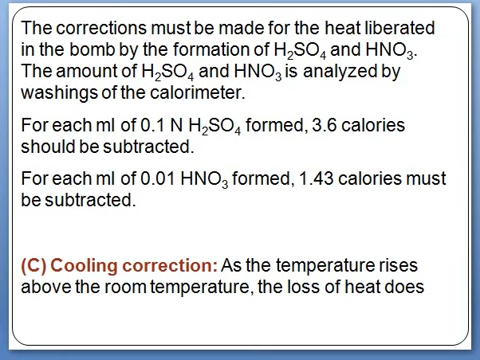 The corrections must be made for the heat liberated
in the bomb by the formation of H₂SO₄ and HNO₃.
The amount of H₂SO₄ and HNO₃ is analyzed by
washings of the calorimeter.
For each ml of 0.1 N H₂SO₄ formed, 3.6 calories
should be subtracted.
For each ml of 0.01 HNO₃ formed, 1.43 calories must
be subtracted.
(C) Cooling correction: As the temperature rises
above the room temperature, the loss of heat does